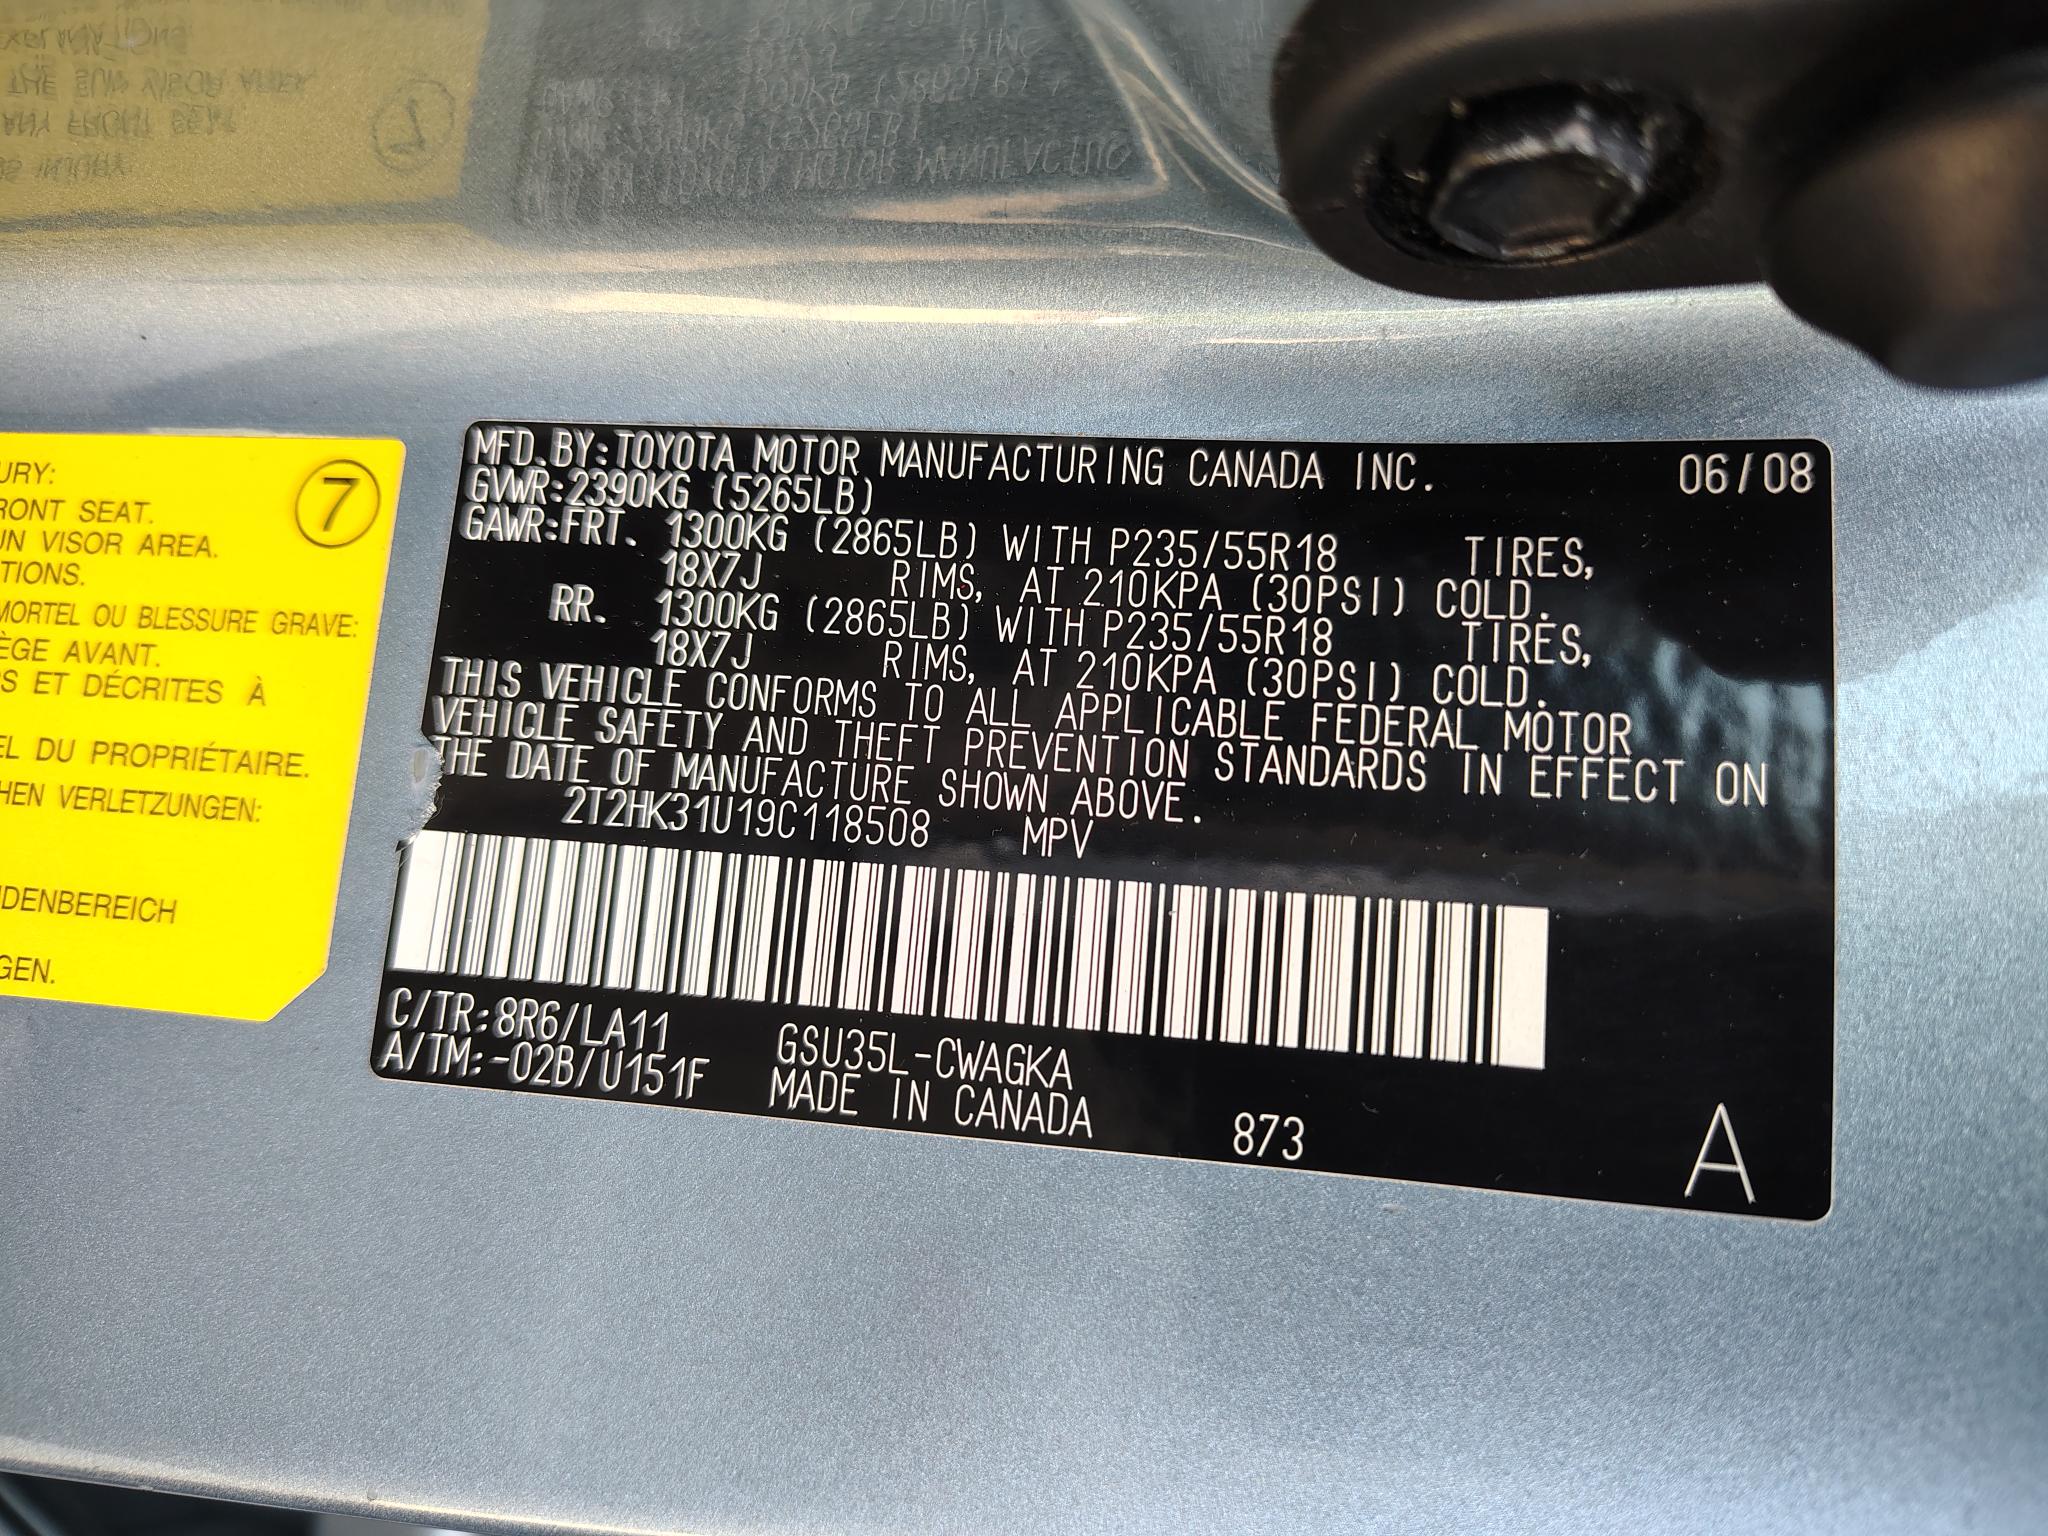 URY:
RONT SEAT.
UN VISOR AREA.
TIONS.
MORTEL OU BLESSURE GRAVE:
ÈGE AVANT.
S ET DÉCRITES À
EL DU PROPRIÉTAIRE.
HEN VERLETZUNGEN:
DENBEREICH
GEN.
7
MFD. BY: TOYOTA MOTOR MANUFACTURING CANADA INC. 06/08
GVWR: 2390KG (5265LB)
GAWR: FRT. 1300KG (2865LB) WITH P235/55R18 TIRES,
18X7J RIMS, AT 210KPA (30PSI) COLD.
RR. 1300KG (2865LB) WITH P235/55R18 TIRES,
18X7J RIMS, AT 210KPA (30PSI) COLD.
THIS VEHICLE CONFORMS TO ALL APPLICABLE FEDERAL MOTOR
VEHICLE SAFETY AND THEFT PREVENTION STANDARDS IN EFFECT ON
THE DATE OF MANUFACTURE SHOWN ABOVE.
2T2HK31U19C118508 MPV
C/TR: 8R6/LA11 GSU35L-CWAGKA
A/TM: -02B/U151F MADE IN CANADA
873 A